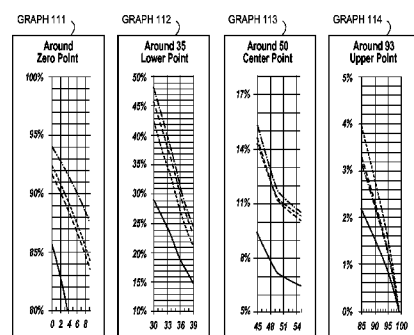 GRAPH 111
GRAPH 112
GRAPH 113
GRAPH 114
Around
Zero Point
Around 35
Lower Point
Around 50
Center Point
Around 93
Upper Point
100%
95%
90%
85%
80%
0 2 4 6 8
50%
45%
40%
35%
30%
25%
20%
15%
10%
30 33 36 39
17%
14%
11%
8%
5%
45 48 51 54
5%
4%
3%
2%
1%
0%
85 90 95 100